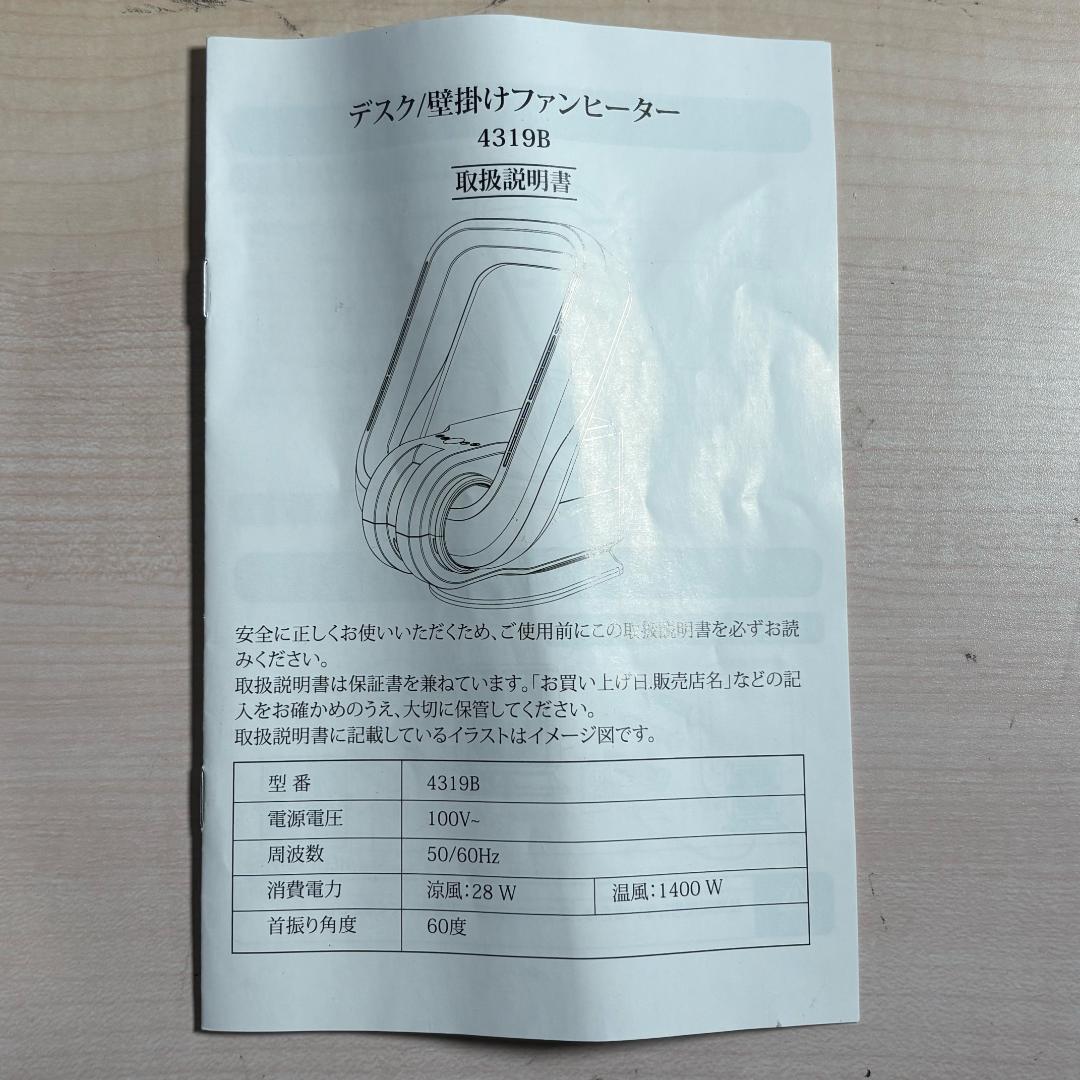 デスク/壁掛けファンヒーター
4319B
取扱説明書
安全に正しくお使いいただくため、ご使用前にこの取扱説明書を必ずお読
みください。
取扱説明書は保証書を兼ねています。「お買い上げ日.販売店名」などの記
入をお確かめのうえ、大切に保管してください。
取扱説明書に記載しているイラストはイメージ図です。
型 番 4319B
電源電圧 100V~
周波数 50/60Hz
消費電力 涼風：28 W 温風：1400 W
首振り角度 60度